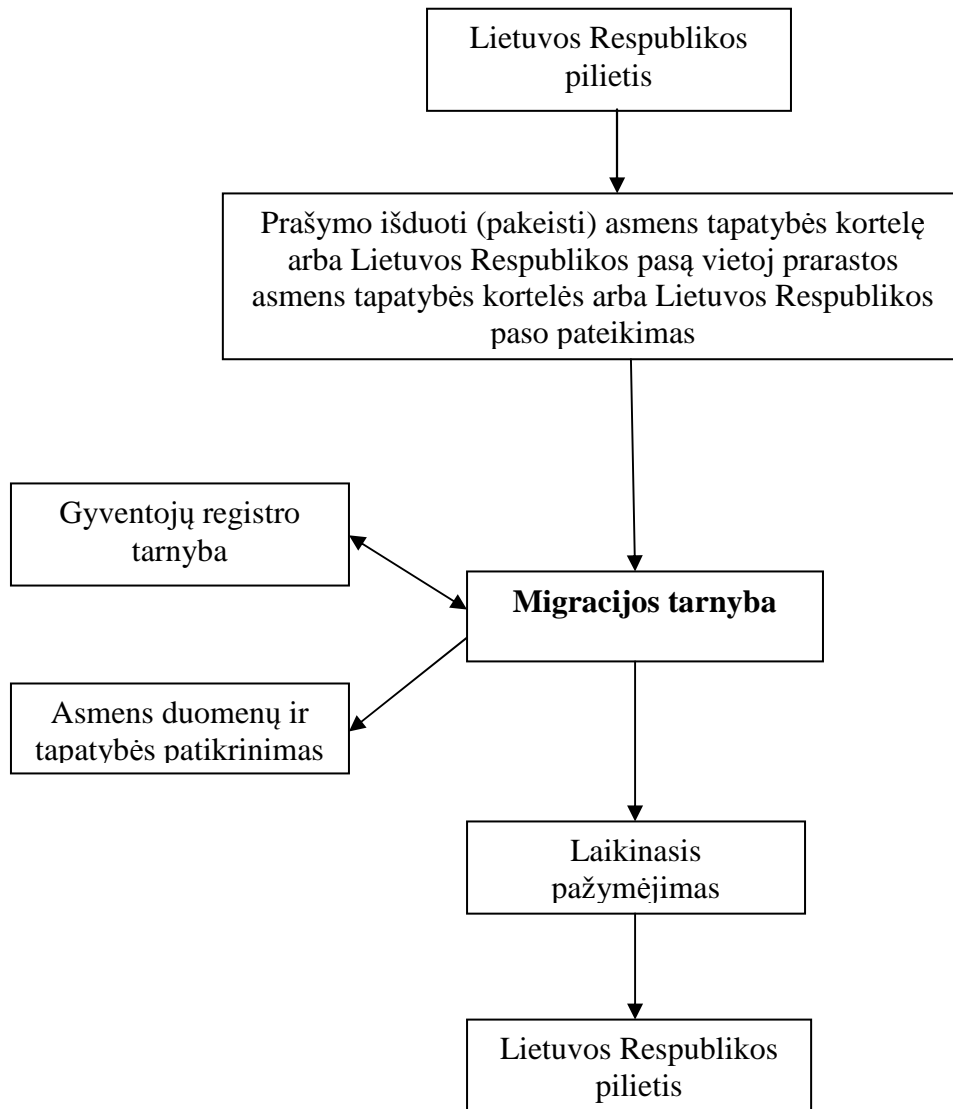 Lietuvos Respublikos
pilietis
Prašymo išduoti (pakeisti) asmens tapatybės kortelę
arba Lietuvos Respublikos pasą vietoj prarastos
asmens tapatybės kortelės arba Lietuvos Respublikos
paso pateikimas
Gyventojų registro
tarnyba
Migracijos tarnyba
Asmens duomenų ir
tapatybės patikrinimas
Laikinasis
pažymėjimas
Lietuvos Respublikos
pilietis